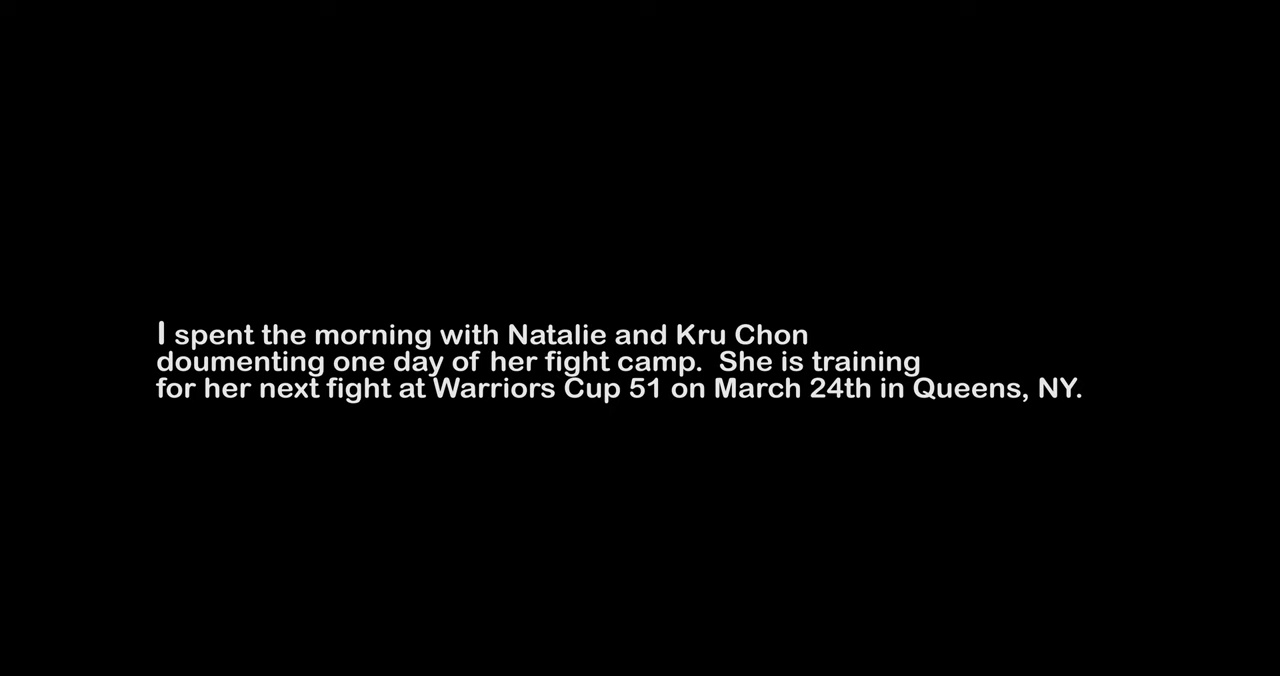 I spent the morning with Natalie and Kru Chon
doumenting one day of her fight camp.  She is training
for her next fight at Warriors Cup 51 on March 24th in Queens, NY.